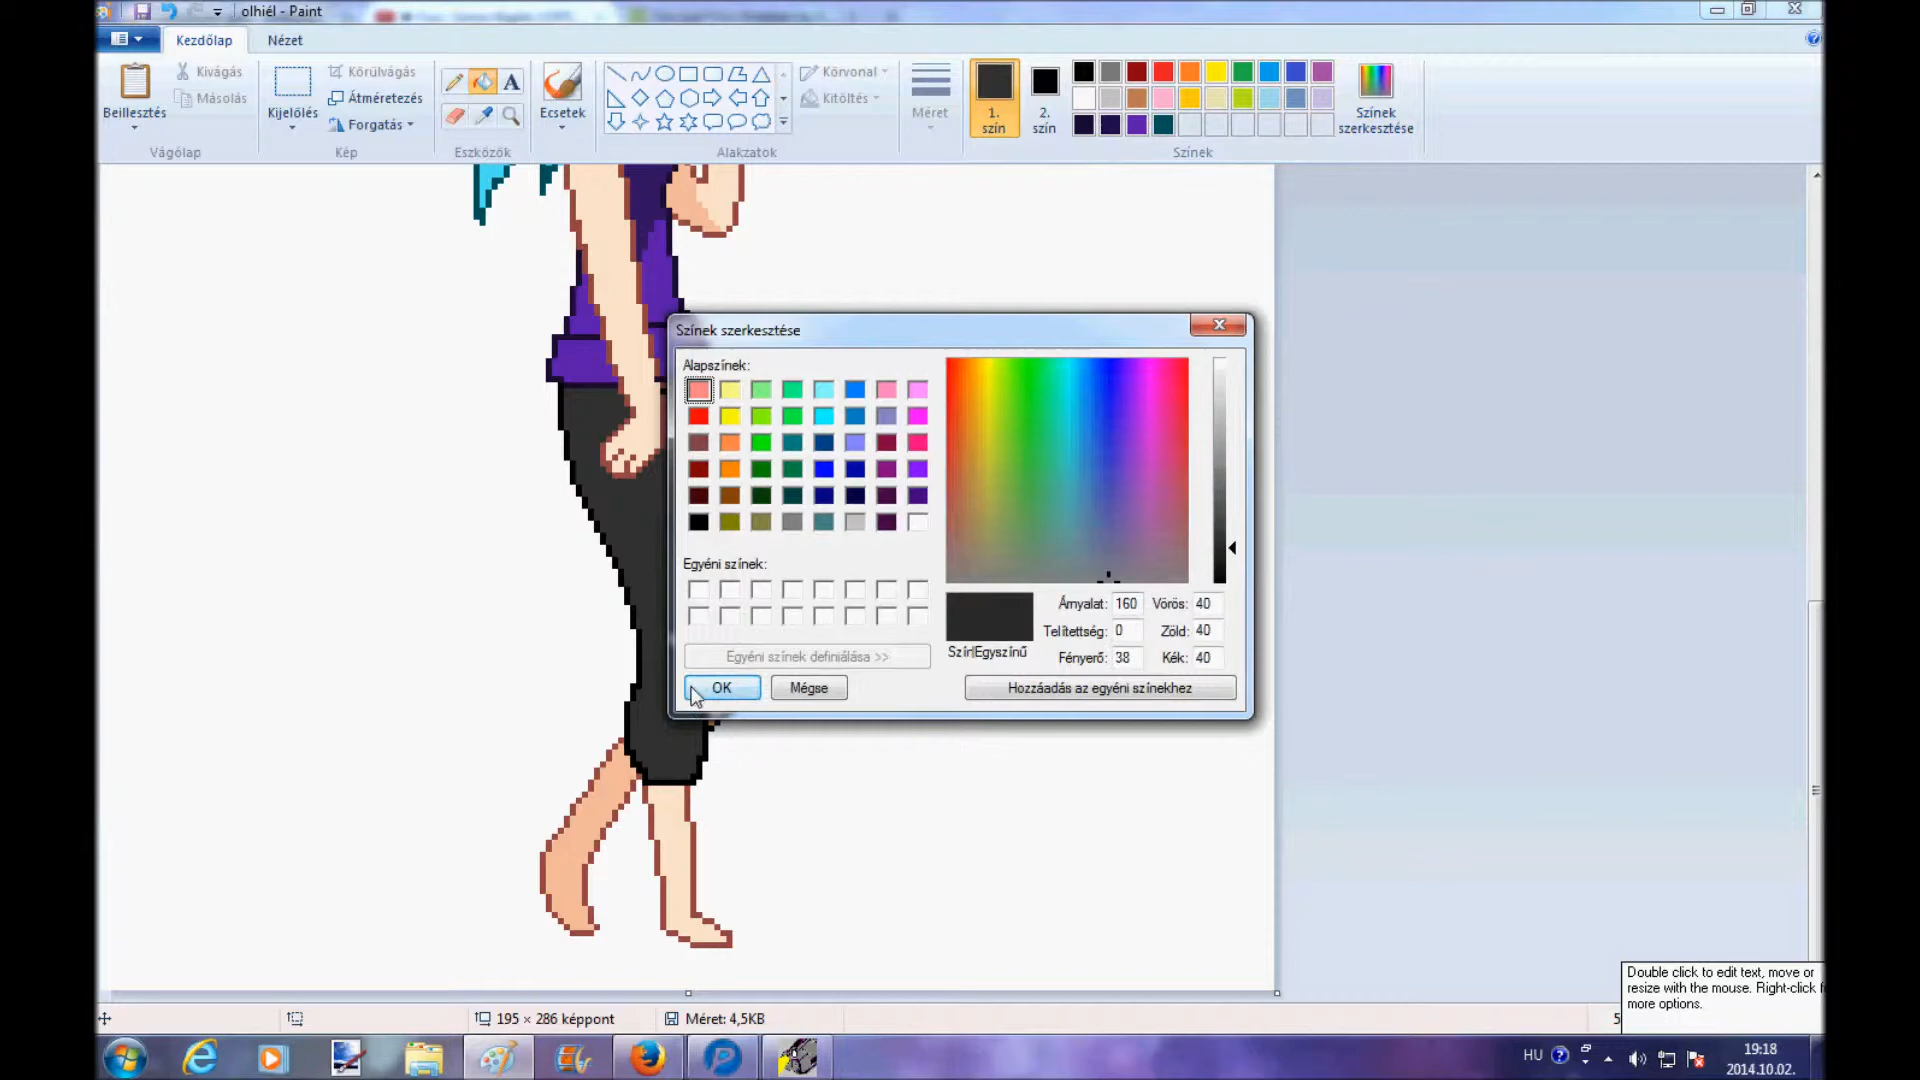 olhiél - Paint
Kezdőlap
Nézet
Beillesztés
Kivágás
Másolás
Vágólap
Kijelölés
Körülvágás
Átméretezés
Forgatás
Kép
A
Eszközök
Ecsetek
Alakzatok
Körvonal
Kitöltés
Méret
1.
szín
2.
szín
Színek
szerkesztése
Színek
Színek szerkesztése
Alapszínek:
Egyéni színek:
Egyéni színek definiálása >>
OK
Mégse
Szín|Egyszínű
Árnyalat: 160
Vörös: 40
Telítettség: 0
Zöld: 40
Fényerő: 38
Kék: 40
Hozzáadás az egyéni színekhez
Double click to edit text, move or
resize with the mouse. Right-click
more options.
195 × 286 képpont
Méret: 4,5KB
5
HU
19:18
2014.10.02.